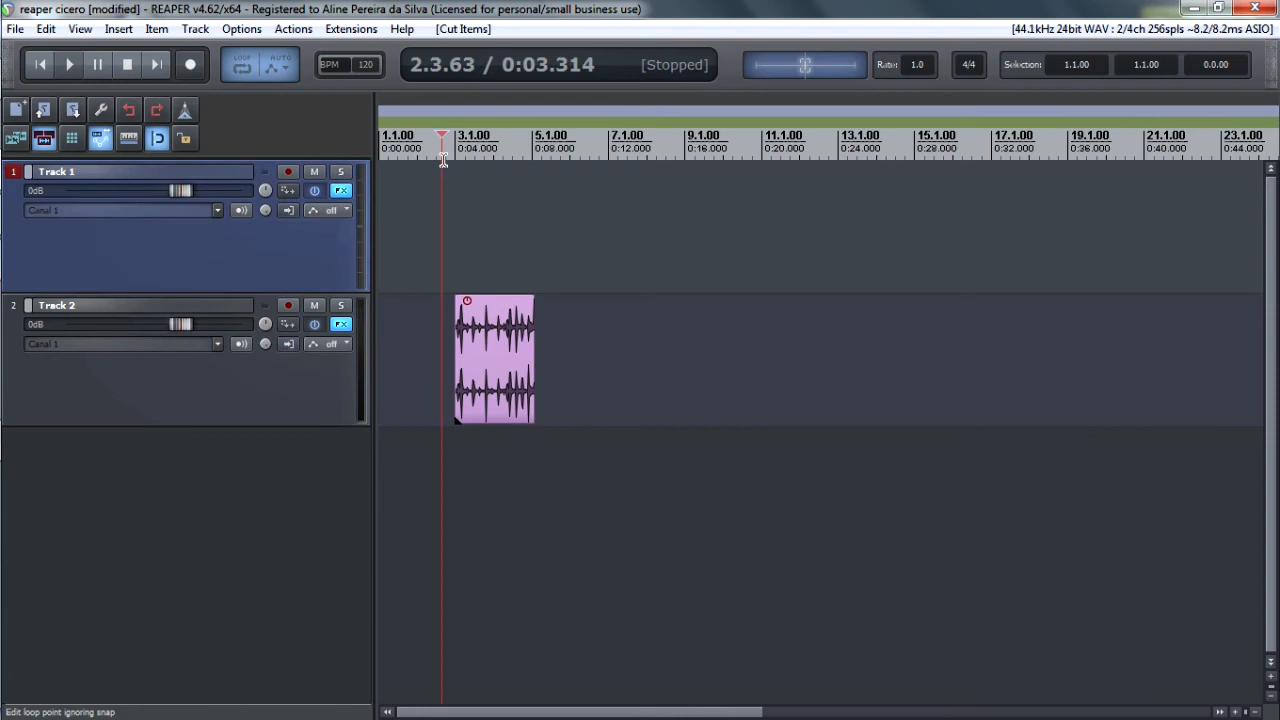 reaper cicero [modified] - REAPER v4.62/x64 - Registered to Aline Pereira da Silva (Licensed for personal/small business use)
File Edit View Insert Item Track Options Actions Extensions Help [Cut Items] [44.1kHz 24bit WAV : 2/4ch 256spls ~8.2/8.2ms ASIO]
LOOP AUTO BPM 120 2.3.63 / 0:03.314 [Stopped] Rate: 1.0 4/4 Selection: 1.1.00 1.1.00 0.0.00
1.1.00 3.1.00 5.1.00 7.1.00 9.1.00 11.1.00 13.1.00 15.1.00 17.1.00 19.1.00 21.1.00 23.1.00
0:00.000 0:04.000 0:08.000 0:12.000 0:16.000 0:20.000 0:24.000 0:28.000 0:32.000 0:36.000 0:40.000 0:44.000
1 Track 1 M S
0dB FX
Canal 1 off
2 Track 2 M S
0dB FX
Canal 1 off
Edit loop point ignoring snap